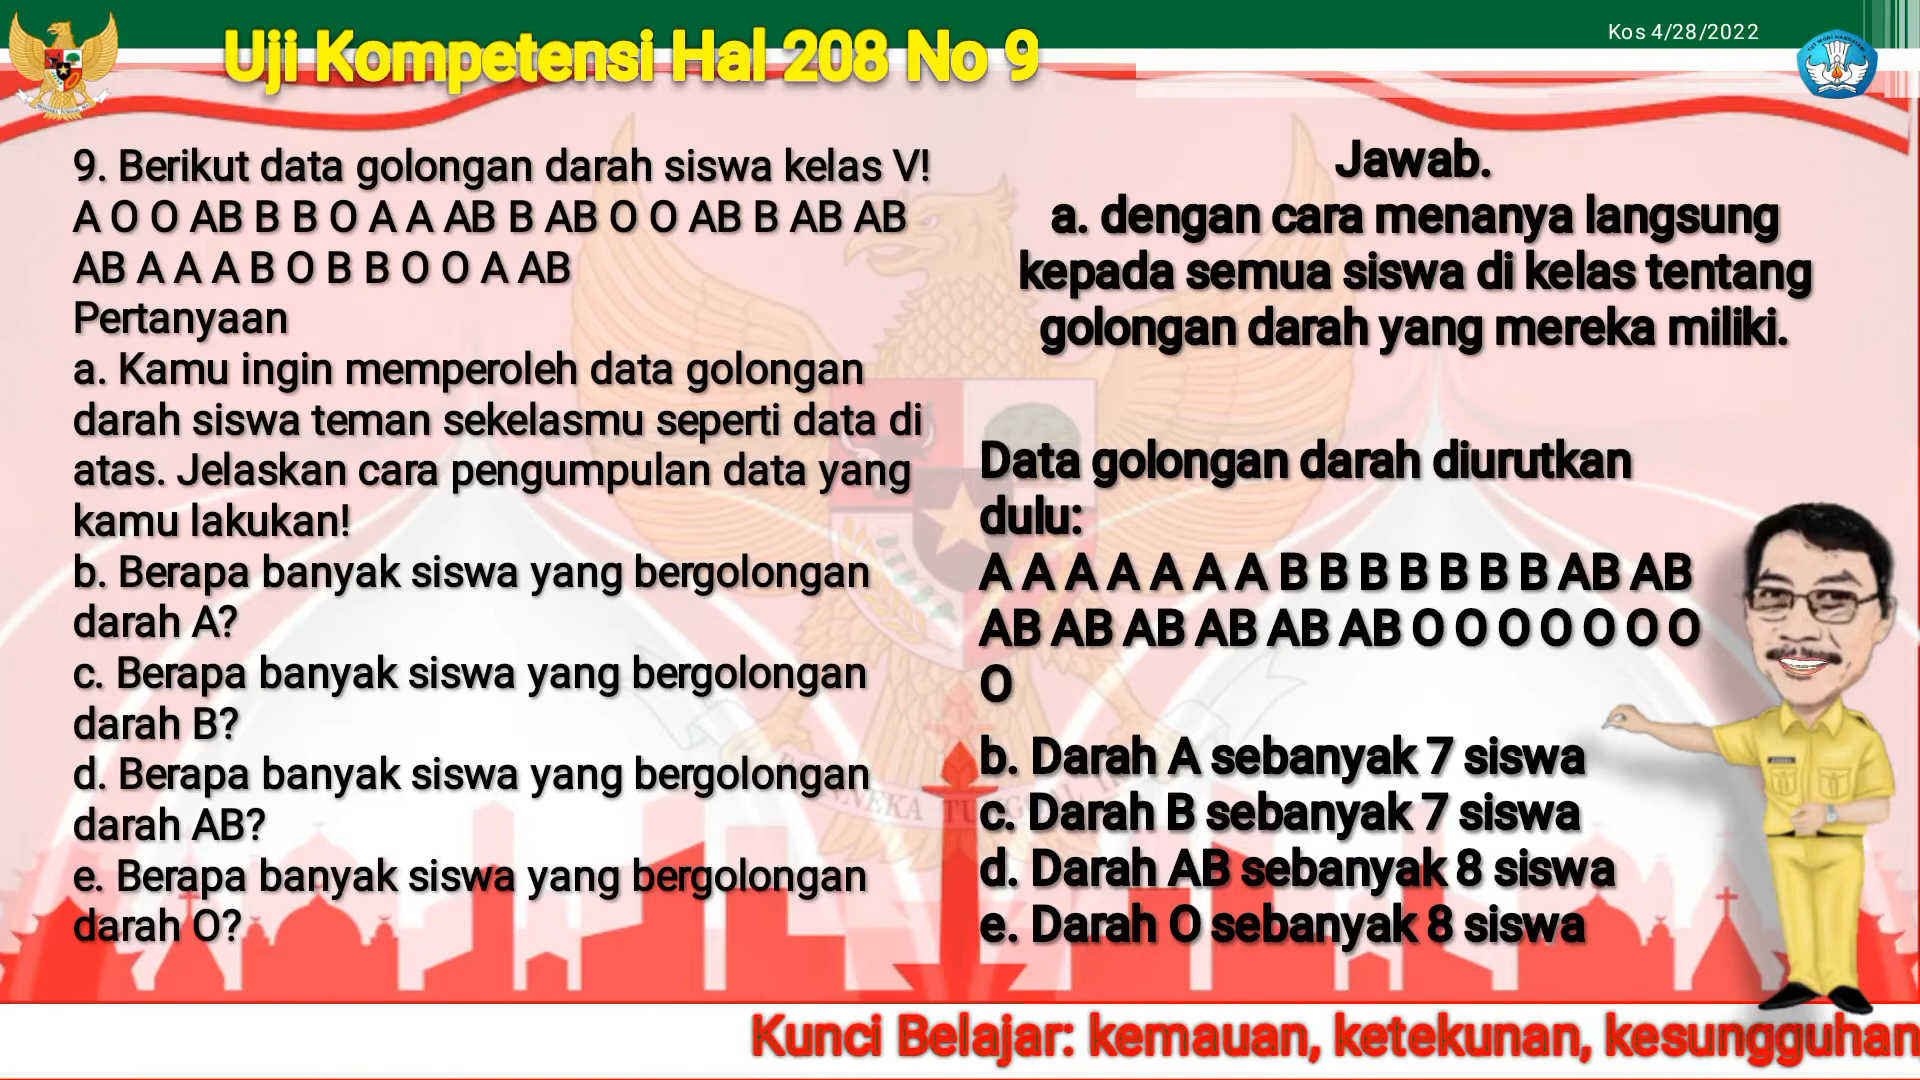 Uji Kompetensi Hal 208 No 9
Kos 4/28/2022
9. Berikut data golongan darah siswa kelas V!
A O O AB B B O A A AB B AB O O AB B AB AB
AB A A A B O B B O O A AB
Pertanyaan
a. Kamu ingin memperoleh data golongan
darah siswa teman sekelasmu seperti data di
atas. Jelaskan cara pengumpulan data yang
kamu lakukan!
b. Berapa banyak siswa yang bergolongan
darah A?
c. Berapa banyak siswa yang bergolongan
darah B?
d. Berapa banyak siswa yang bergolongan
darah AB?
e. Berapa banyak siswa yang bergolongan
darah O?
Jawab.
a. dengan cara menanya langsung
kepada semua siswa di kelas tentang
golongan darah yang mereka miliki.
Data golongan darah diurutkan
dulu:
A A A A A A A B B B B B B B AB AB
AB AB AB AB AB AB O O O O O O O
O
b. Darah A sebanyak 7 siswa
c. Darah B sebanyak 7 siswa
d. Darah AB sebanyak 8 siswa
e. Darah O sebanyak 8 siswa
Kunci Belajar: kemauan, ketekunan, kesungguhan